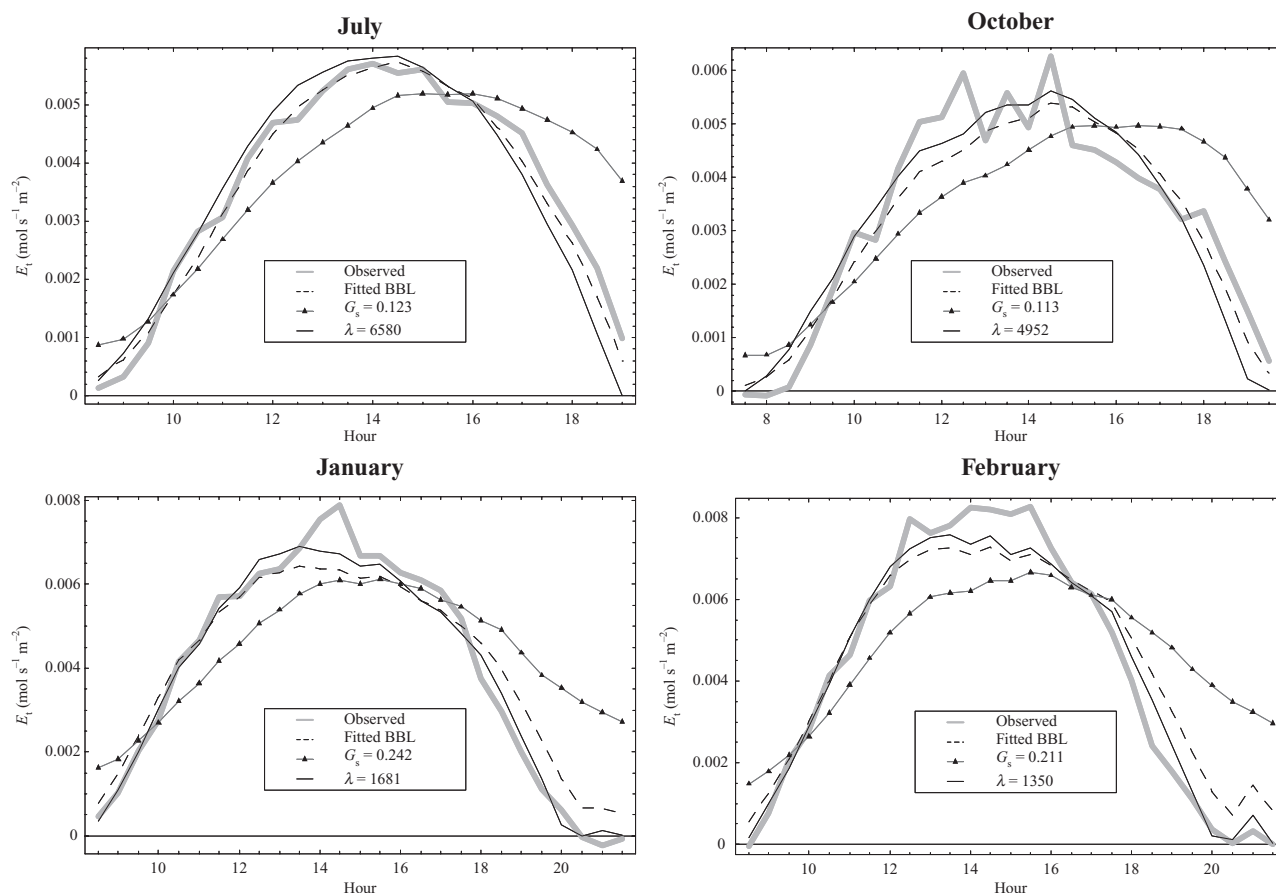 July
0.005
0.004
0.003
0.002
0.001
0
E_t (mol s⁻¹ m⁻²)
Observed
Fitted BBL
G_s = 0.123
λ = 6580
10 12 14 16 18
Hour
October
0.006
0.005
0.004
0.003
0.002
0.001
0
E_t (mol s⁻¹ m⁻²)
Observed
Fitted BBL
G_s = 0.113
λ = 4952
8 10 12 14 16 18
Hour
January
0.008
0.006
0.004
0.002
0
E_t (mol s⁻¹ m⁻²)
Observed
Fitted BBL
G_s = 0.242
λ = 1681
10 12 14 16 18 20
Hour
February
0.008
0.006
0.004
0.002
0
E_t (mol s⁻¹ m⁻²)
Observed
Fitted BBL
G_s = 0.211
λ = 1350
10 12 14 16 18 20
Hour